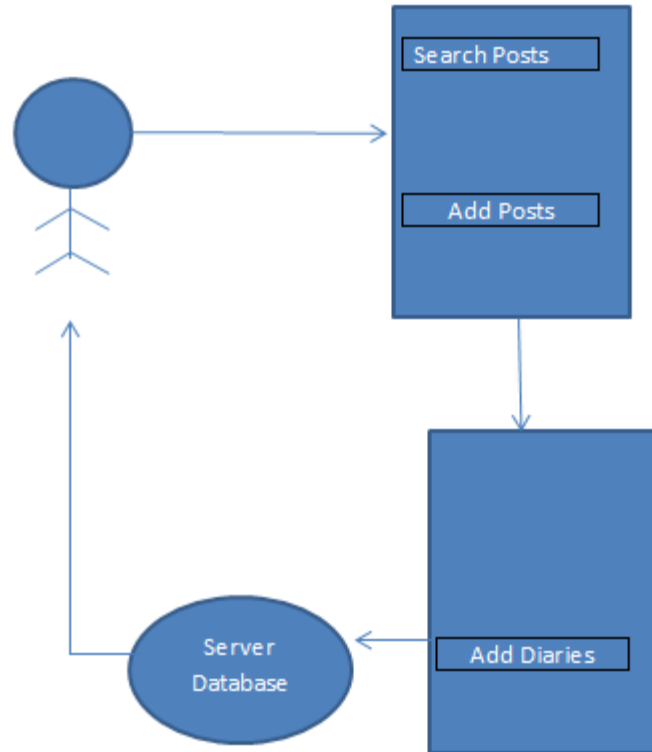 Search Posts
Add Posts
Add Diaries
Server
Database